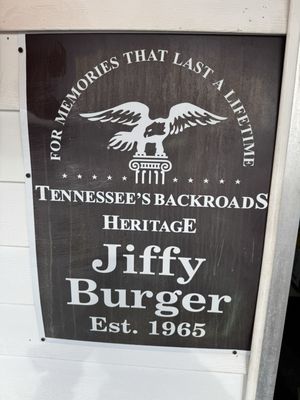 FOR MEMORIES THAT LAST A LIFETIME
TENNESSEE'S BACKROADS
HERITAGE
Jiffy
Burger
Est. 1965